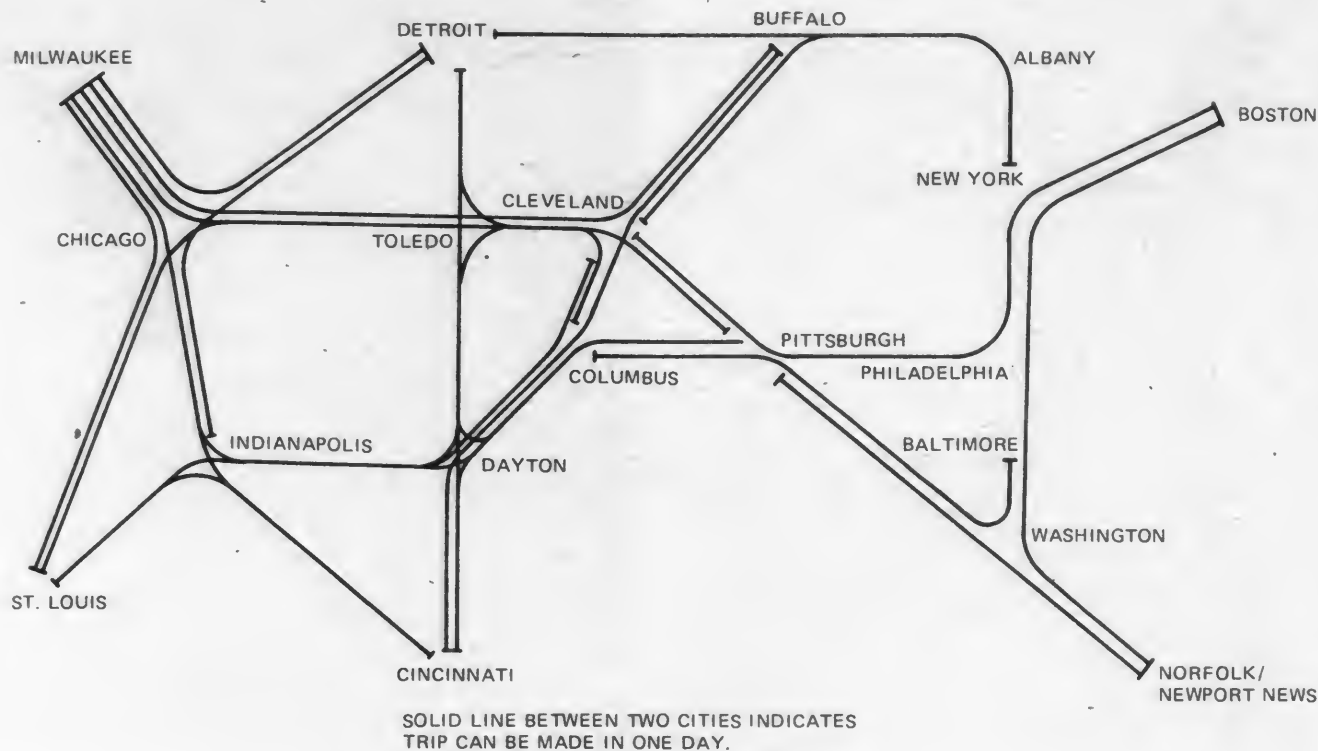 BUFFALO
DETROIT
MILWAUKEE
ALBANY
BOSTON
NEW YORK
CLEVELAND
CHICAGO
TOLEDO
PITTSBURGH
COLUMBUS
PHILADELPHIA
INDIANAPOLIS
BALTIMORE
DAYTON
WASHINGTON
ST. LOUIS
CINCINNATI
NORFOLK/
NEWPORT NEWS
SOLID LINE BETWEEN TWO CITIES INDICATES
TRIP CAN BE MADE IN ONE DAY.